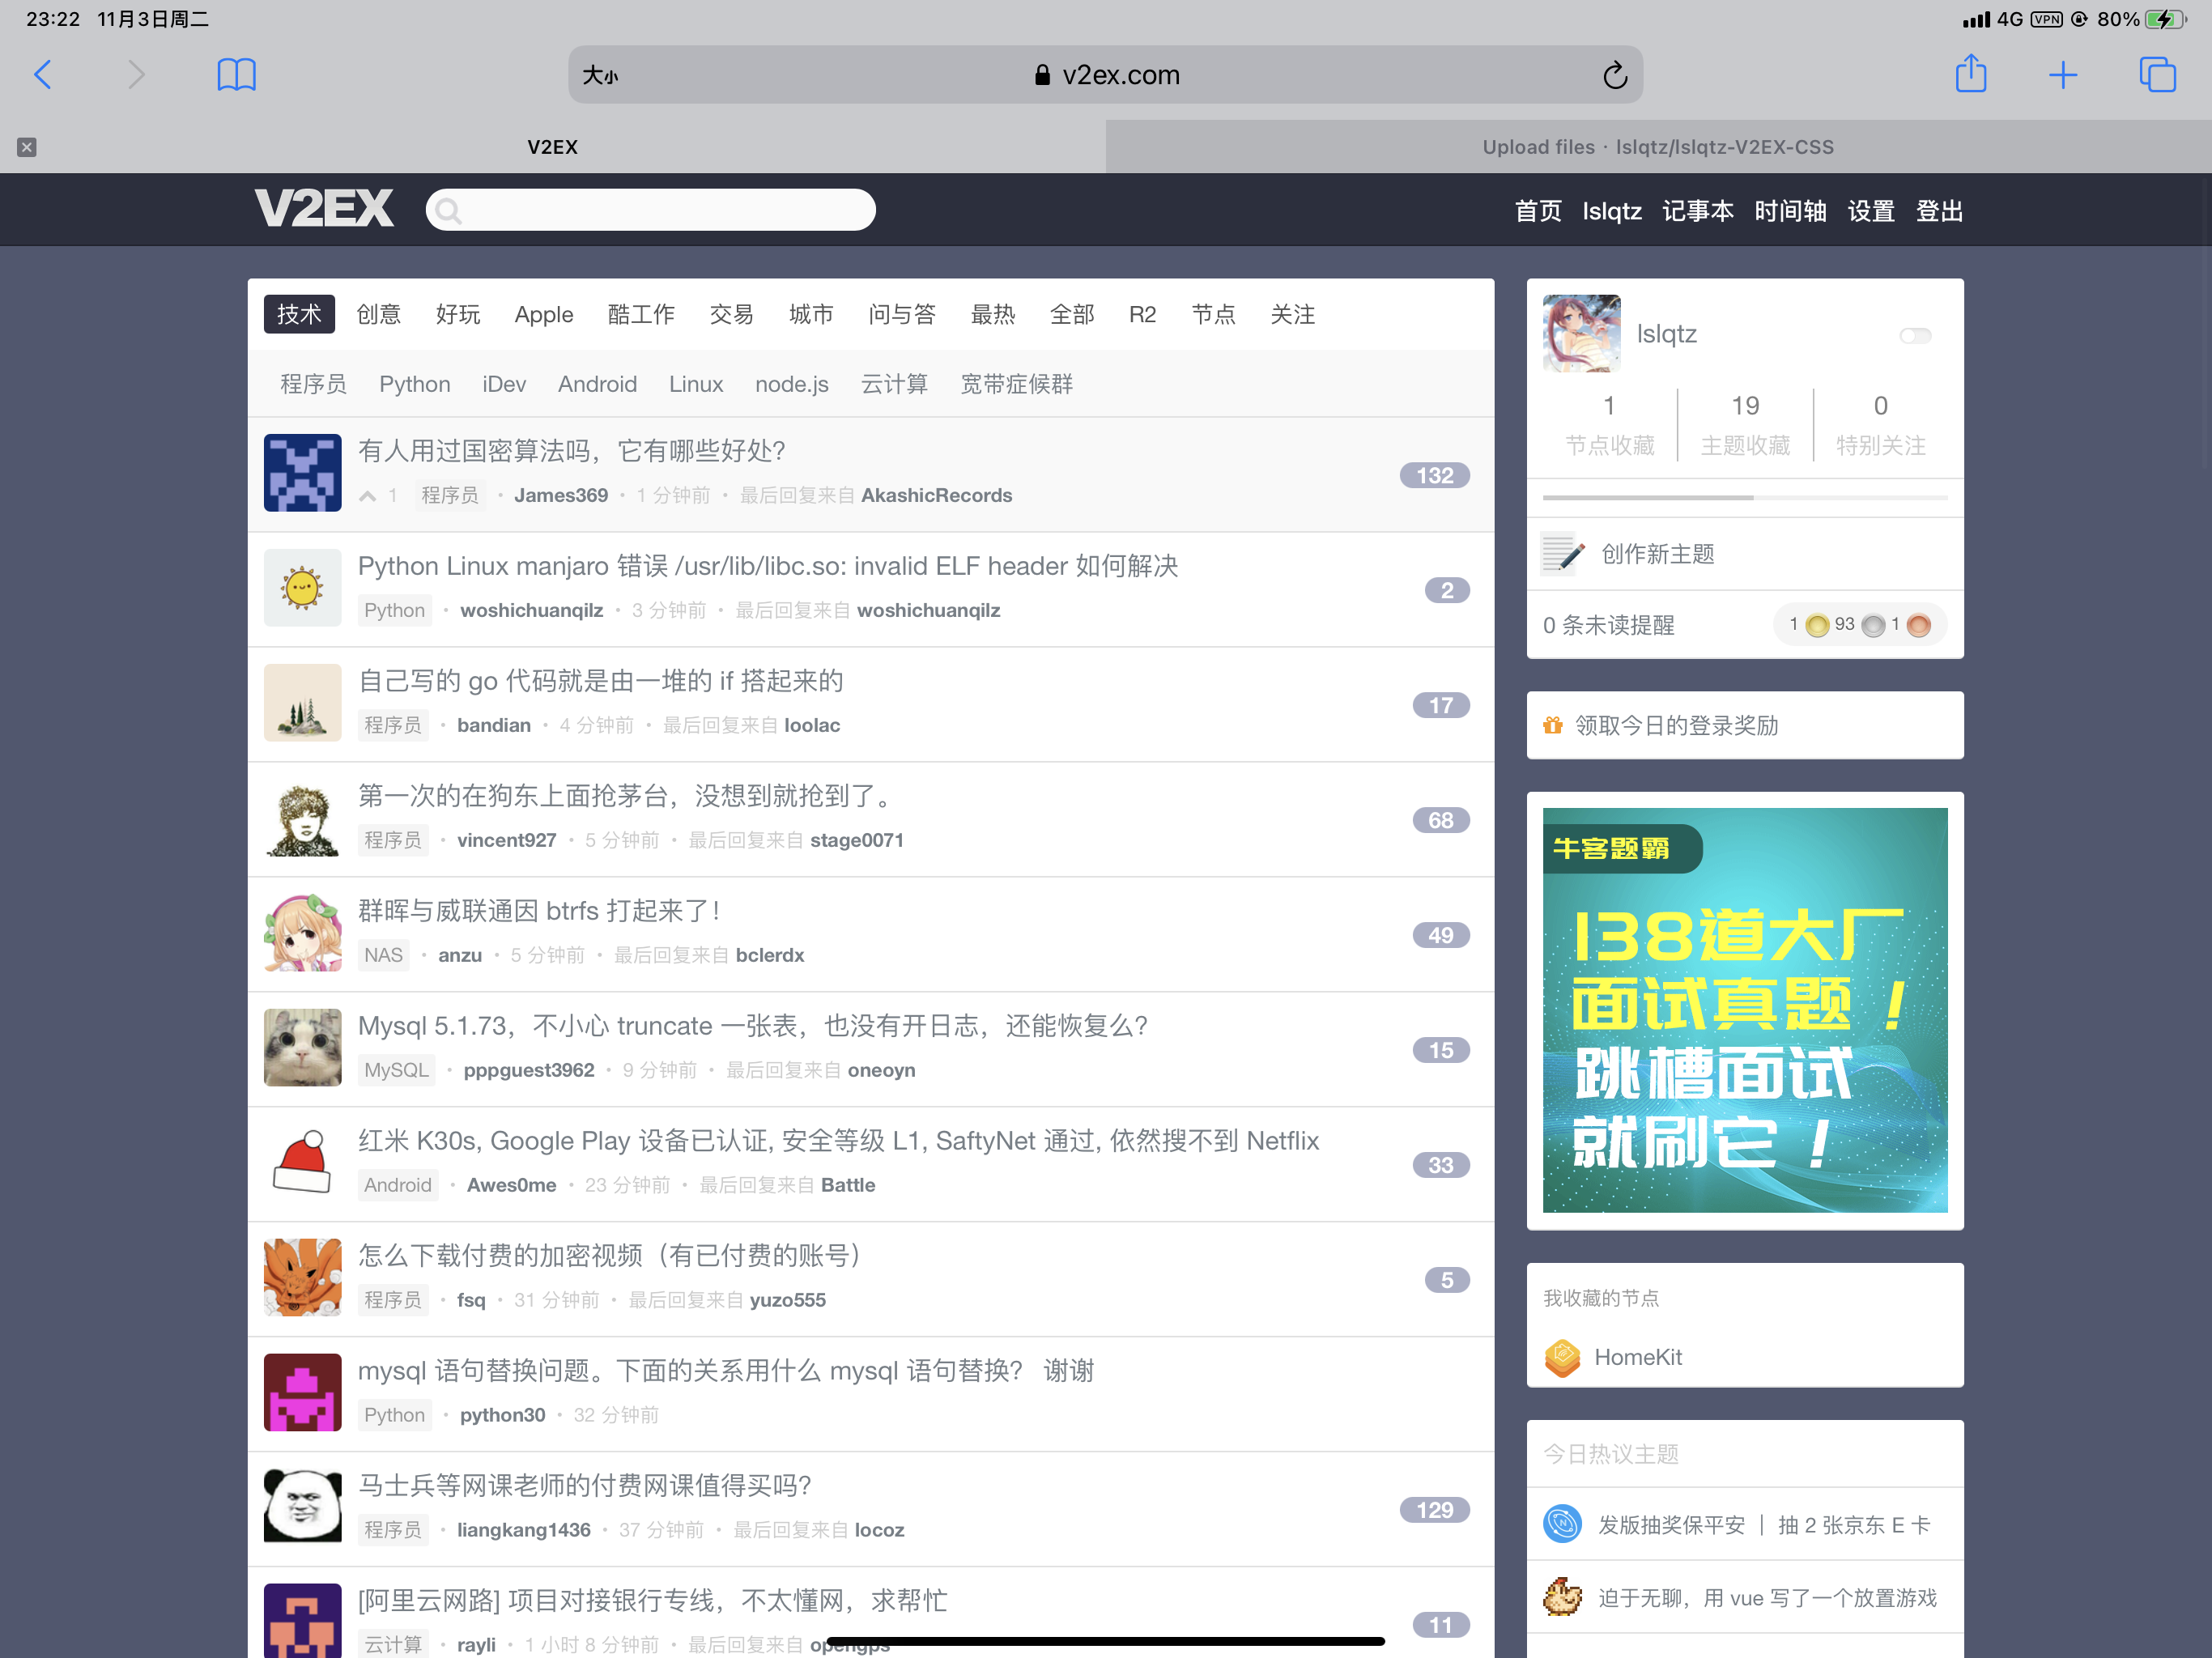 23:22 11月3日周二
4G VPN 80%
大小 v2ex.com
V2EX
Upload files · lslqtz/lslqtz-V2EX-CSS
V2EX
首页 lslqtz 记事本 时间轴 设置 登出
技术 创意 好玩 Apple 酷工作 交易 城市 问与答 最热 全部 R2 节点 关注
程序员 Python iDev Android Linux node.js 云计算 宽带症候群
有人用过国密算法吗，它有哪些好处?
1 程序员 • James369 • 1 分钟前 • 最后回复来自 AkashicRecords
132
Python Linux manjaro 错误 /usr/lib/libc.so: invalid ELF header 如何解决
Python • woshichuanqilz • 3 分钟前 • 最后回复来自 woshichuanqilz
2
自己写的 go 代码就是由一堆的 if 搭起来的
程序员 • bandian • 4 分钟前 • 最后回复来自 loolac
17
第一次的在狗东上面抢茅台，没想到就抢到了。
程序员 • vincent927 • 5 分钟前 • 最后回复来自 stage0071
68
群晖与威联通因 btrfs 打起来了！
NAS • anzu • 5 分钟前 • 最后回复来自 bclerdx
49
Mysql 5.1.73，不小心 truncate 一张表，也没有开日志，还能恢复么?
MySQL • pppguest3962 • 9 分钟前 • 最后回复来自 oneoyn
15
红米 K30s, Google Play 设备已认证, 安全等级 L1, SaftyNet 通过, 依然搜不到 Netflix
Android • Awes0me • 23 分钟前 • 最后回复来自 Battle
33
怎么下载付费的加密视频（有已付费的账号）
程序员 • fsq • 31 分钟前 • 最后回复来自 yuzo555
5
mysql 语句替换问题。下面的关系用什么 mysql 语句替换？ 谢谢
Python • python30 • 32 分钟前
马士兵等网课老师的付费网课值得买吗?
程序员 • liangkang1436 • 37 分钟前 • 最后回复来自 locoz
129
[阿里云网路] 项目对接银行专线，不太懂网，求帮忙
云计算 • rayli • 1 小时 8 分钟前 • 最后回复来自 opengps
11
lslqtz
1 19 0
节点收藏 主题收藏 特别关注
创作新主题
0 条未读提醒 1 93 1
领取今日的登录奖励
牛客题霸
138道大厂
面试真题！
跳槽面试
就刷它！
我收藏的节点
HomeKit
今日热议主题
发版抽奖保平安 ｜ 抽 2 张京东 E 卡
迫于无聊，用 vue 写了一个放置游戏